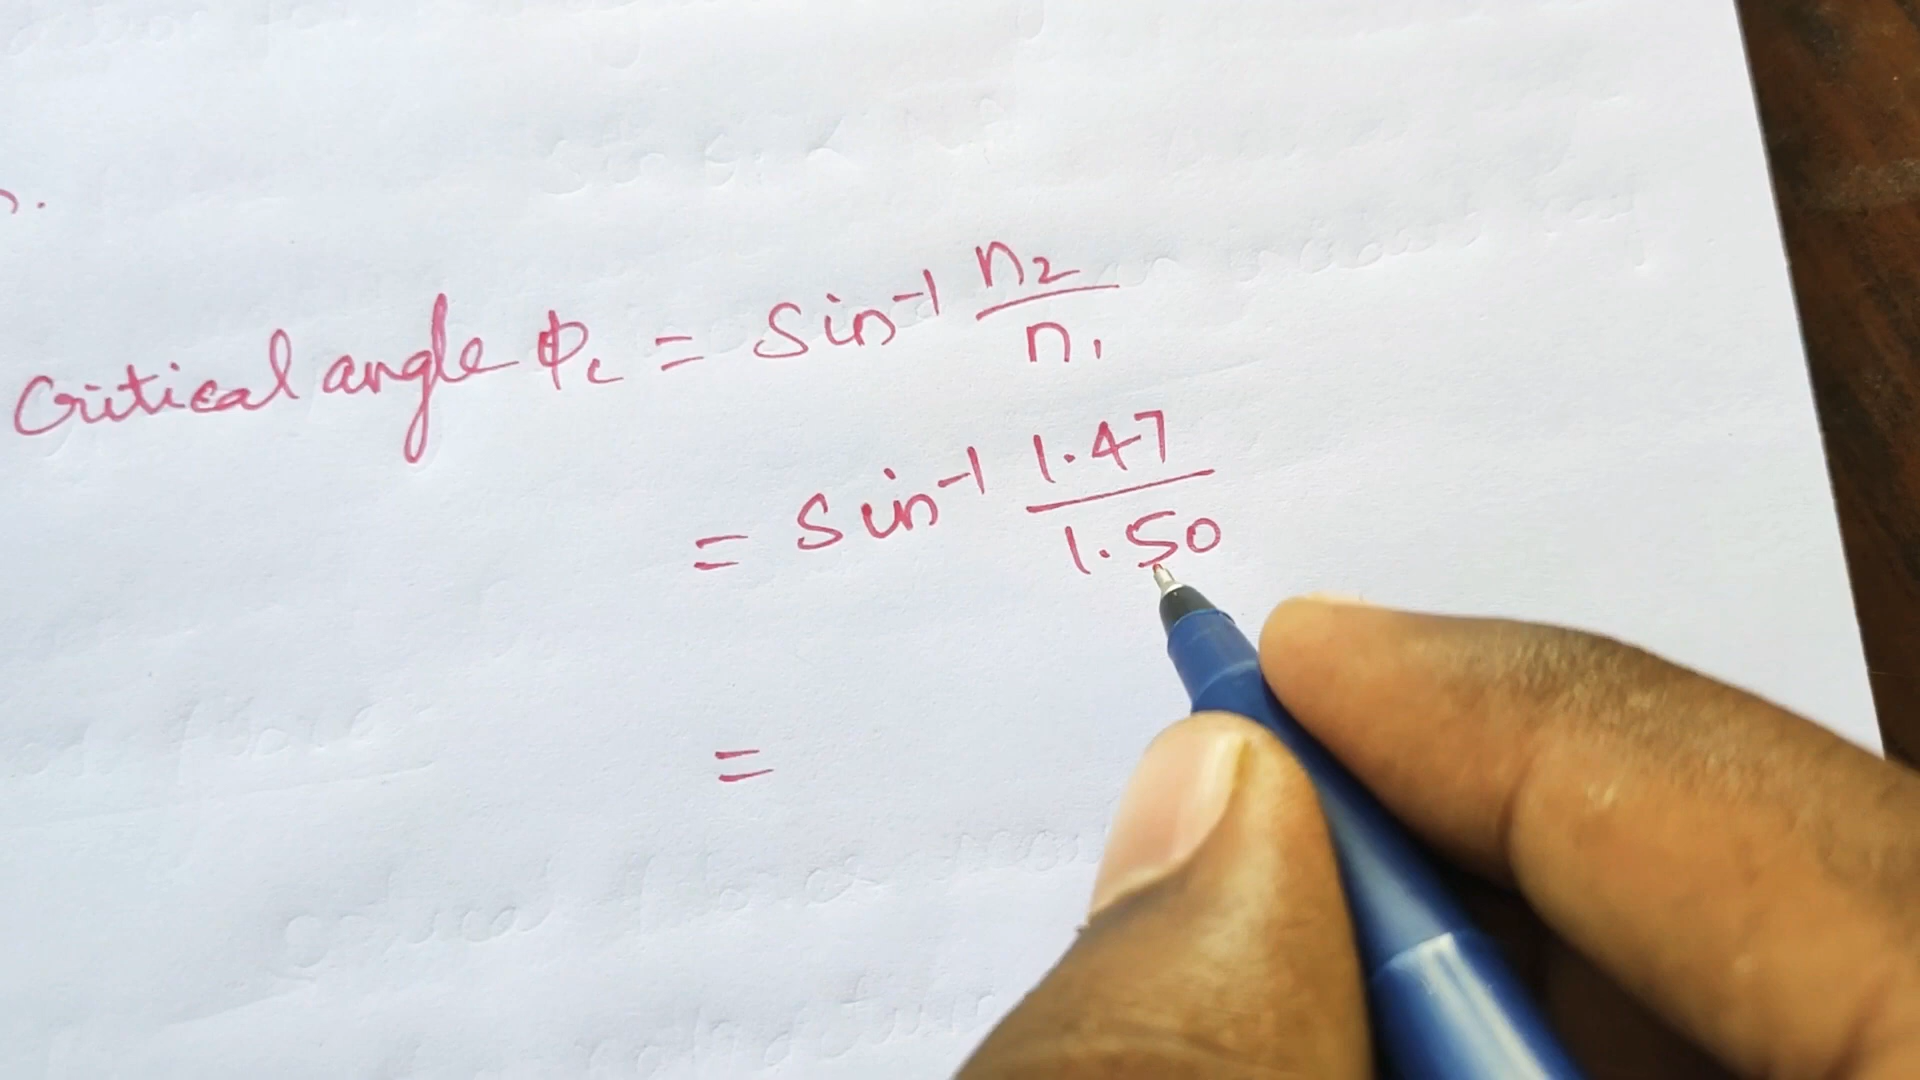 Critical angle Φc = Sin⁻¹ n₂/n₁
= Sin⁻¹ 1.47/1.50
=